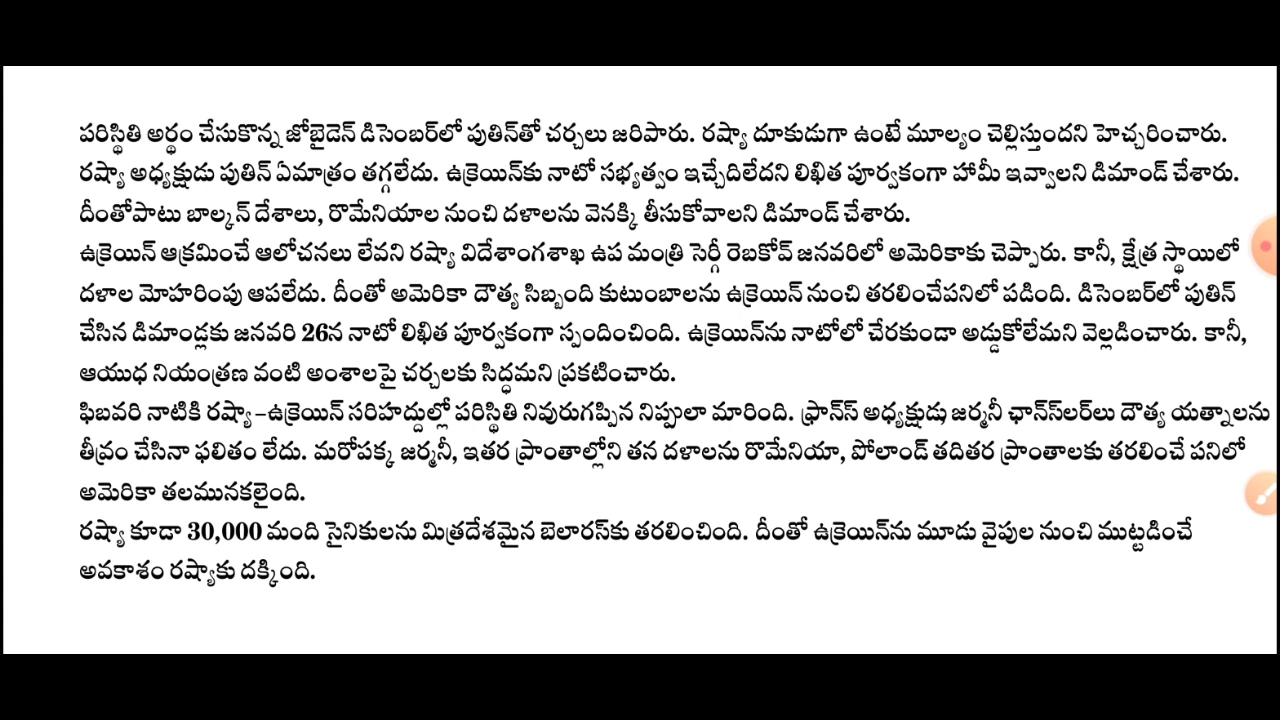 పరిస్థితి అర్థం చేసుకొన్న జోబైడెన్ డిసెంబర్‌లో పుతిన్‌తో చర్చలు జరిపారు. రష్యా దూకుడుగా ఉంటే మూల్యం చెల్లిస్తుందని హెచ్చరించారు.
రష్యా అధ్యక్షుడు పుతిన్ ఏమాత్రం తగ్గలేదు. ఉక్రెయిన్‌కు నాటో సభ్యత్వం ఇచ్చేదిలేదని లిఖిత పూర్వకంగా హామీ ఇవ్వాలని డిమాండ్ చేశారు.
దీంతోపాటు బాల్కన్ దేశాలు, రొమేనియాల నుంచి దళాలను వెనక్కి తీసుకోవాలని డిమాండ్ చేశారు.
ఉక్రెయిన్ ఆక్రమించే ఆలోచనలు లేవని రష్యా విదేశాంగశాఖ ఉప మంత్రి సెర్గీ రెబకోవ్ జనవరిలో అమెరికాకు చెప్పారు. కానీ, క్షేత్ర స్థాయిలో
దళాల మోహరింపు ఆపలేదు. దీంతో అమెరికా దౌత్య సిబ్బంది కుటుంబాలను ఉక్రెయిన్ నుంచి తరలించేపనిలో పడింది. డిసెంబర్‌లో పుతిన్
చేసిన డిమాండ్లకు జనవరి 26న నాటో లిఖిత పూర్వకంగా స్పందించింది. ఉక్రెయిన్‌ను నాటోలో చేరకుండా అడ్డుకోలేమని వెల్లడించారు. కానీ,
ఆయుధ నియంత్రణ వంటి అంశాలపై చర్చలకు సిద్ధమని ప్రకటించారు.
ఫిబవరి నాటికి రష్యా-ఉక్రెయిన్ సరిహద్దుల్లో పరిస్థితి నివురుగప్పిన నిప్పులా మారింది. ఫ్రాన్స్ అధ్యక్షుడు, జర్మనీ ఛాన్స్‌లర్‌లు దౌత్య యత్నాలను
తీవ్రం చేసినా ఫలితం లేదు. మరోపక్క జర్మనీ, ఇతర ప్రాంతాల్లోని తన దళాలను రొమేనియా, పోలాండ్ తదితర ప్రాంతాలకు తరలించే పనిలో
అమెరికా తలమునకలైంది.
రష్యా కూడా 30,000 మంది సైనికులను మిత్రదేశమైన బెలారస్‌కు తరలించింది. దీంతో ఉక్రెయిన్‌ను మూడు వైపుల నుంచి ముట్టడించే
అవకాశం రష్యాకు దక్కింది.